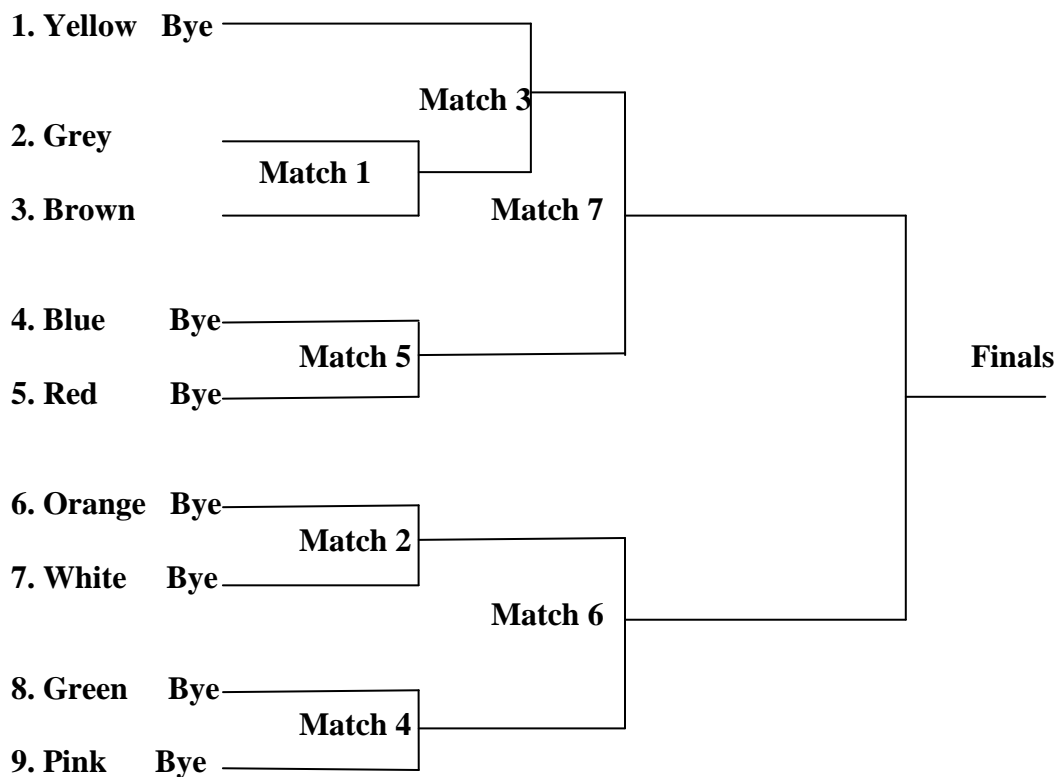 1. Yellow Bye
Match 3
2. Grey
Match 1
3. Brown
Match 7
4. Blue Bye
Match 5
Finals
5. Red Bye
6. Orange Bye
Match 2
7. White Bye
Match 6
8. Green Bye
Match 4
9. Pink Bye